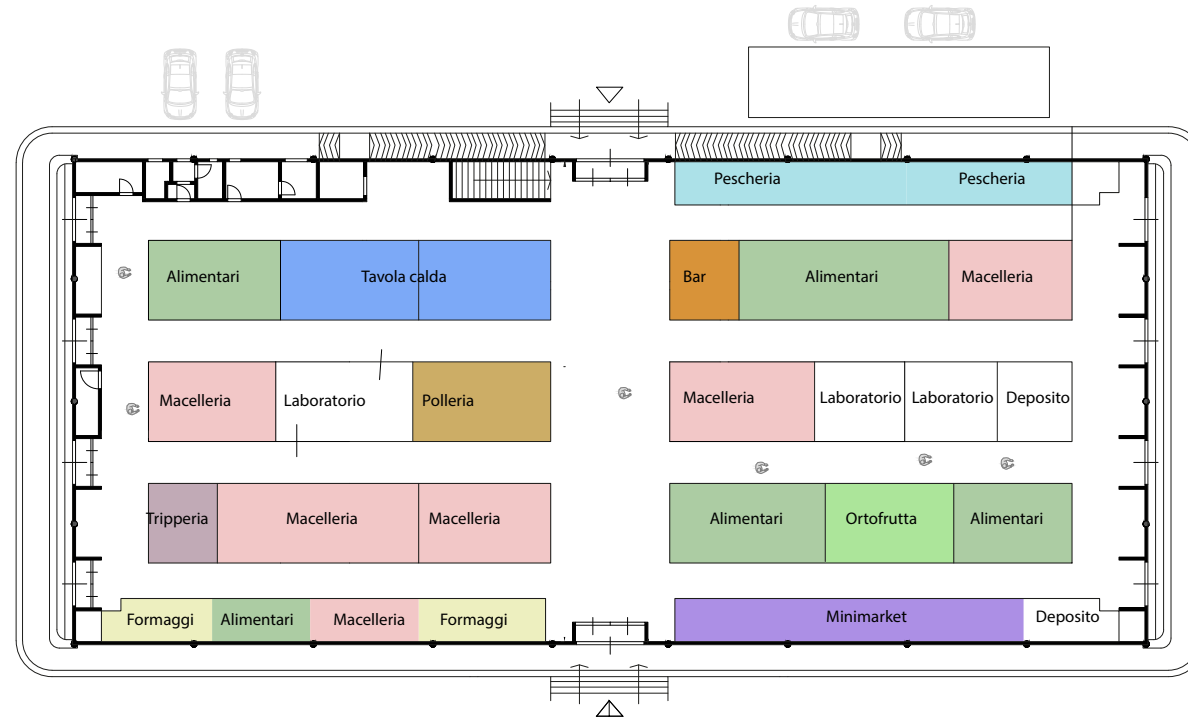 Pescheria Pescheria
Alimentari Tavola calda Bar Alimentari Macelleria
Macelleria Laboratorio Polleria Macelleria Laboratorio Laboratorio Deposito
Tripperia Macelleria Macelleria Alimentari Ortofrutta Alimentari
Formaggi Alimentari Macelleria Formaggi Minimarket Deposito